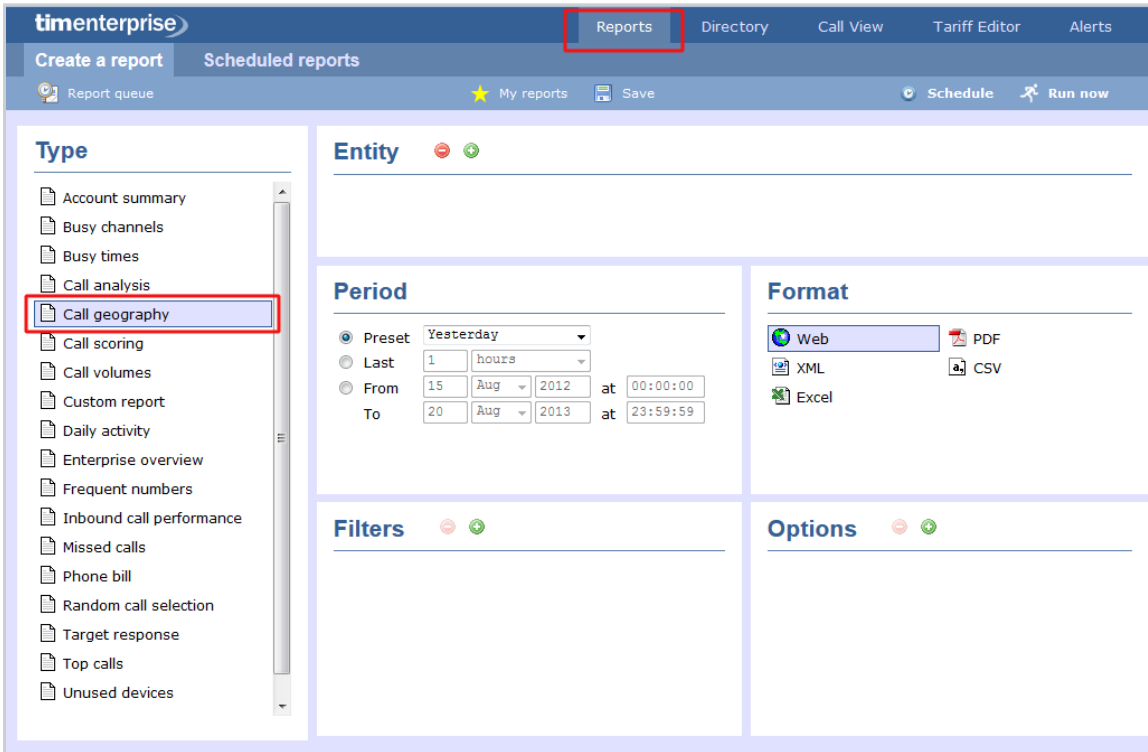 timenterprise
Reports Directory Call View Tariff Editor Alerts
Create a report Scheduled reports
Report queue My reports Save Schedule Run now
Type
Account summary
Busy channels
Busy times
Call analysis
Call geography
Call scoring
Call volumes
Custom report
Daily activity
Enterprise overview
Frequent numbers
Inbound call performance
Missed calls
Phone bill
Random call selection
Target response
Top calls
Unused devices
Entity
Period
Preset Yesterday
Last 1 hours
From 15 Aug 2012 at 00:00:00
To 20 Aug 2013 at 23:59:59
Format
Web PDF
XML CSV
Excel
Filters
Options